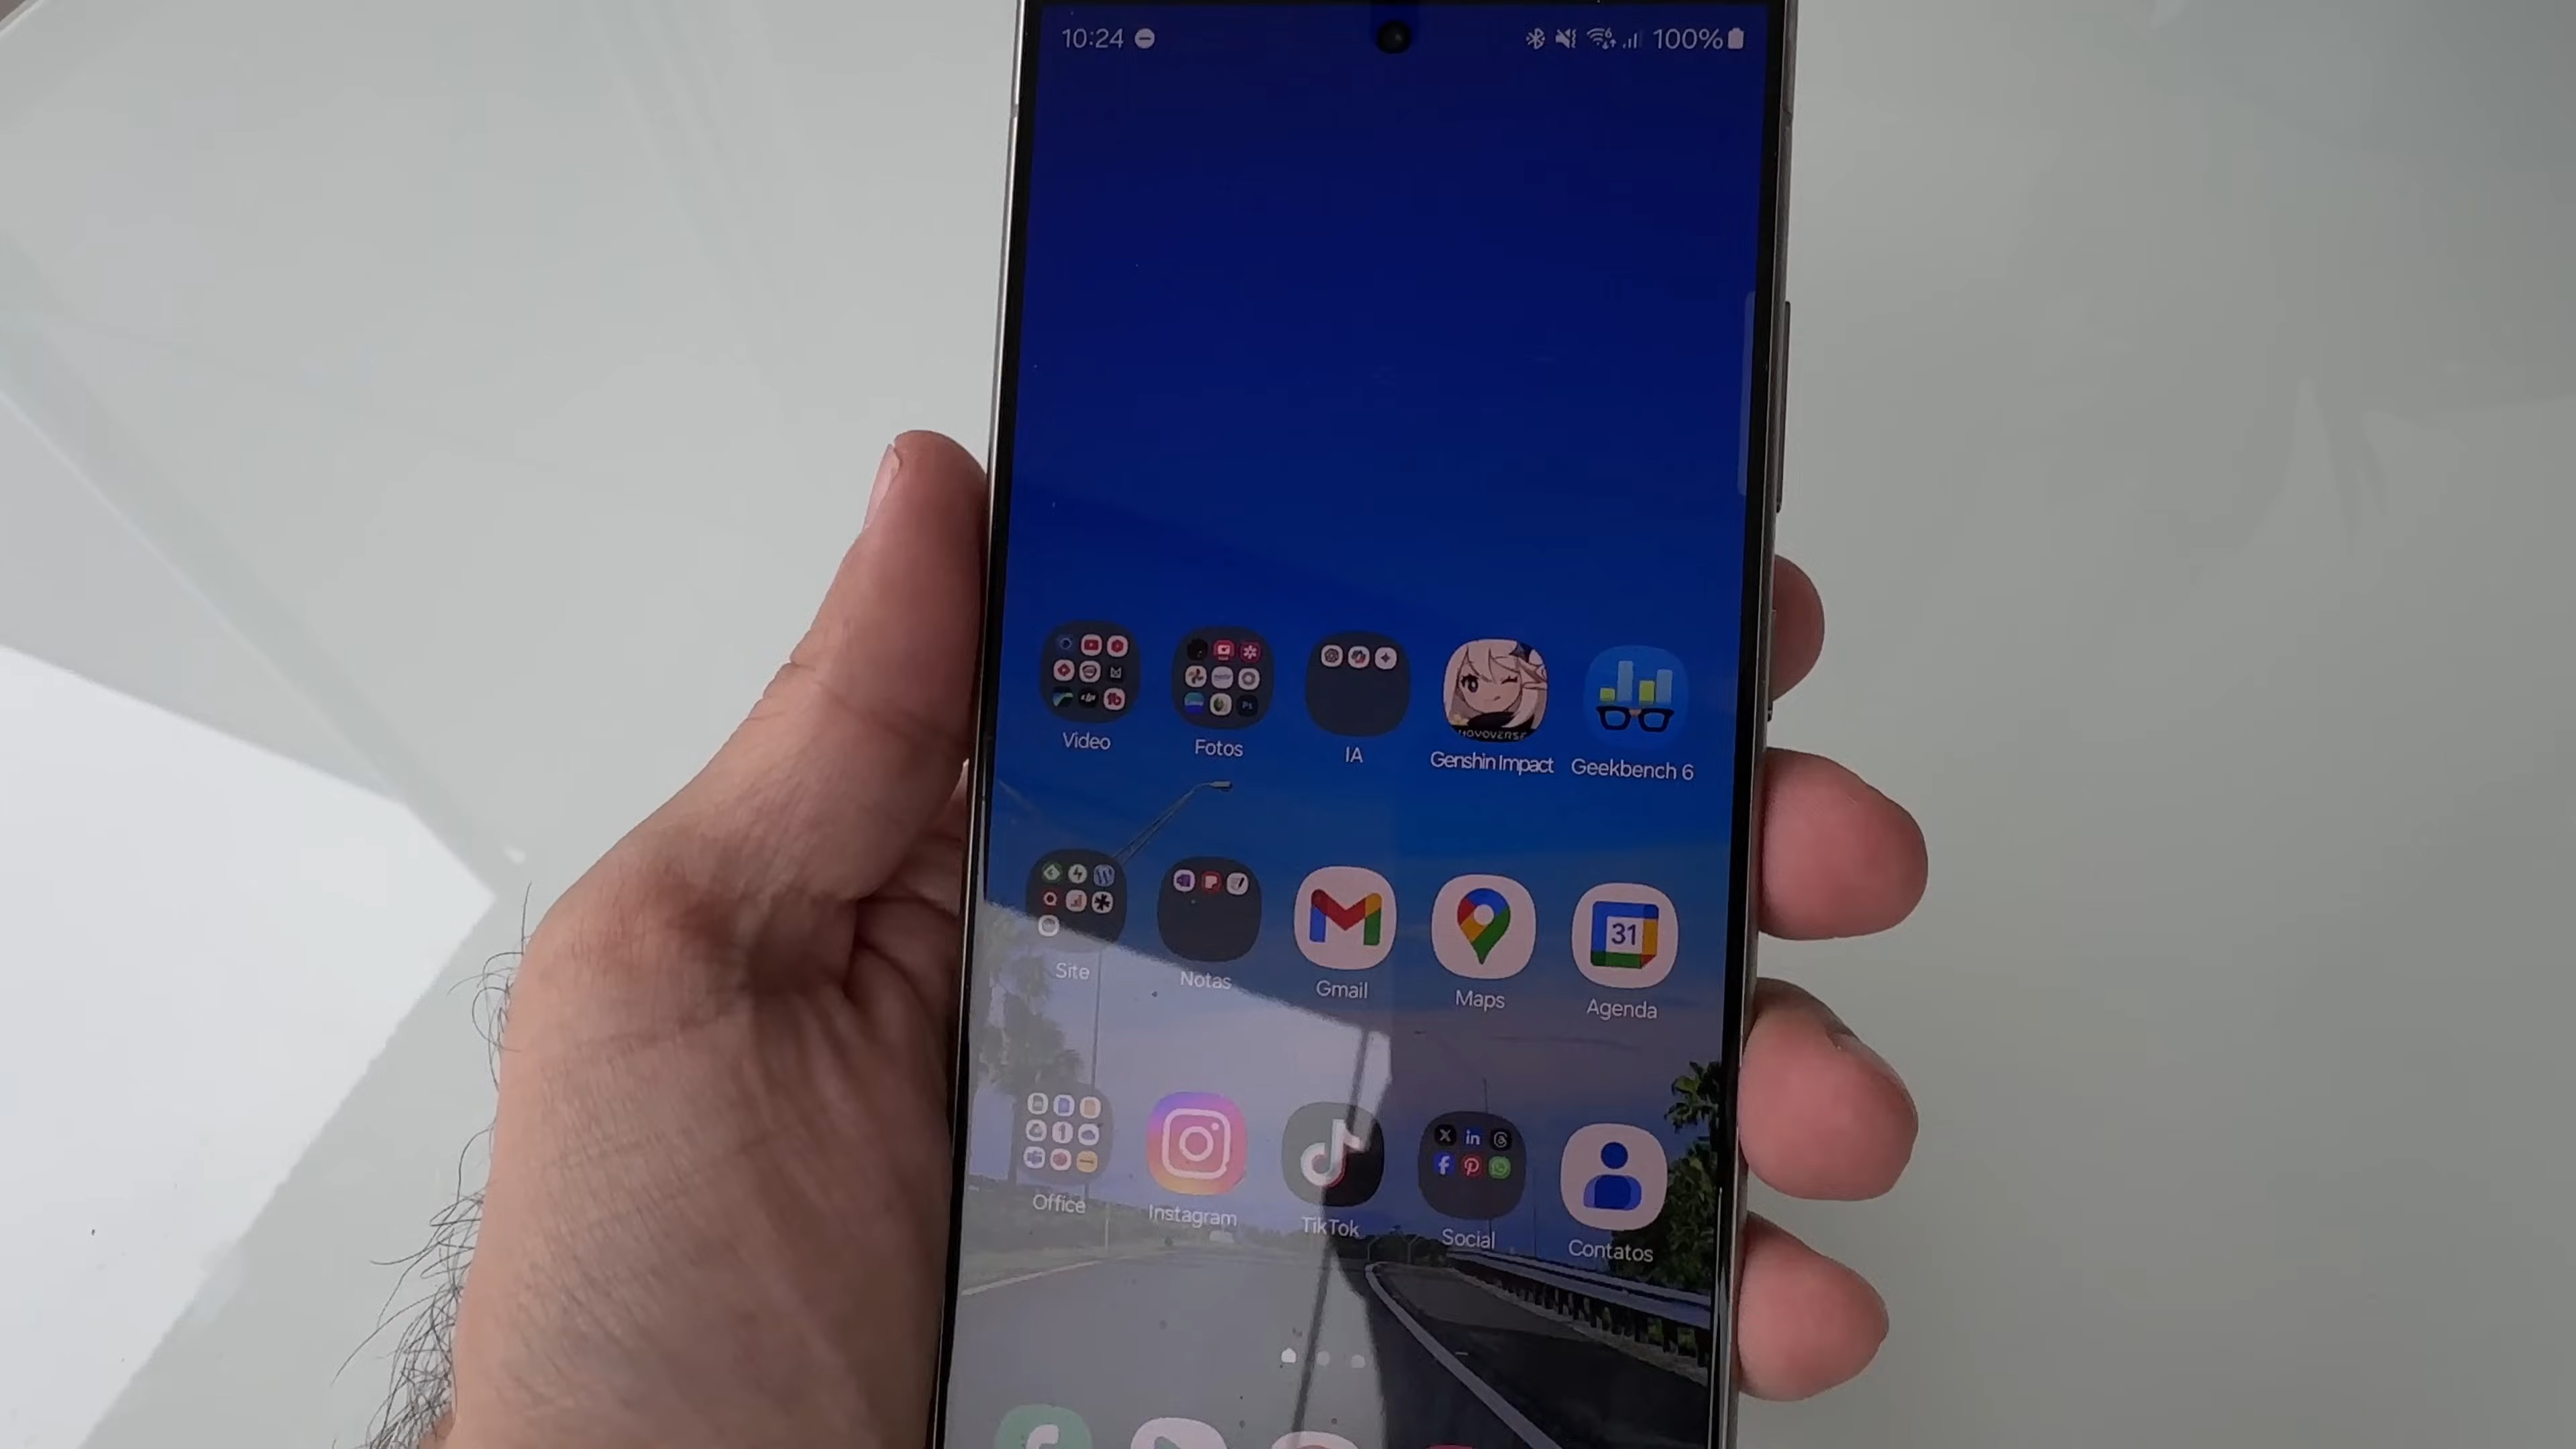 10:24 100%
Video Fotos IA Genshin Impact Geekbench 6
Site Notas Gmail Maps 31 Agenda
Office Instagram TikTok Social Contatos